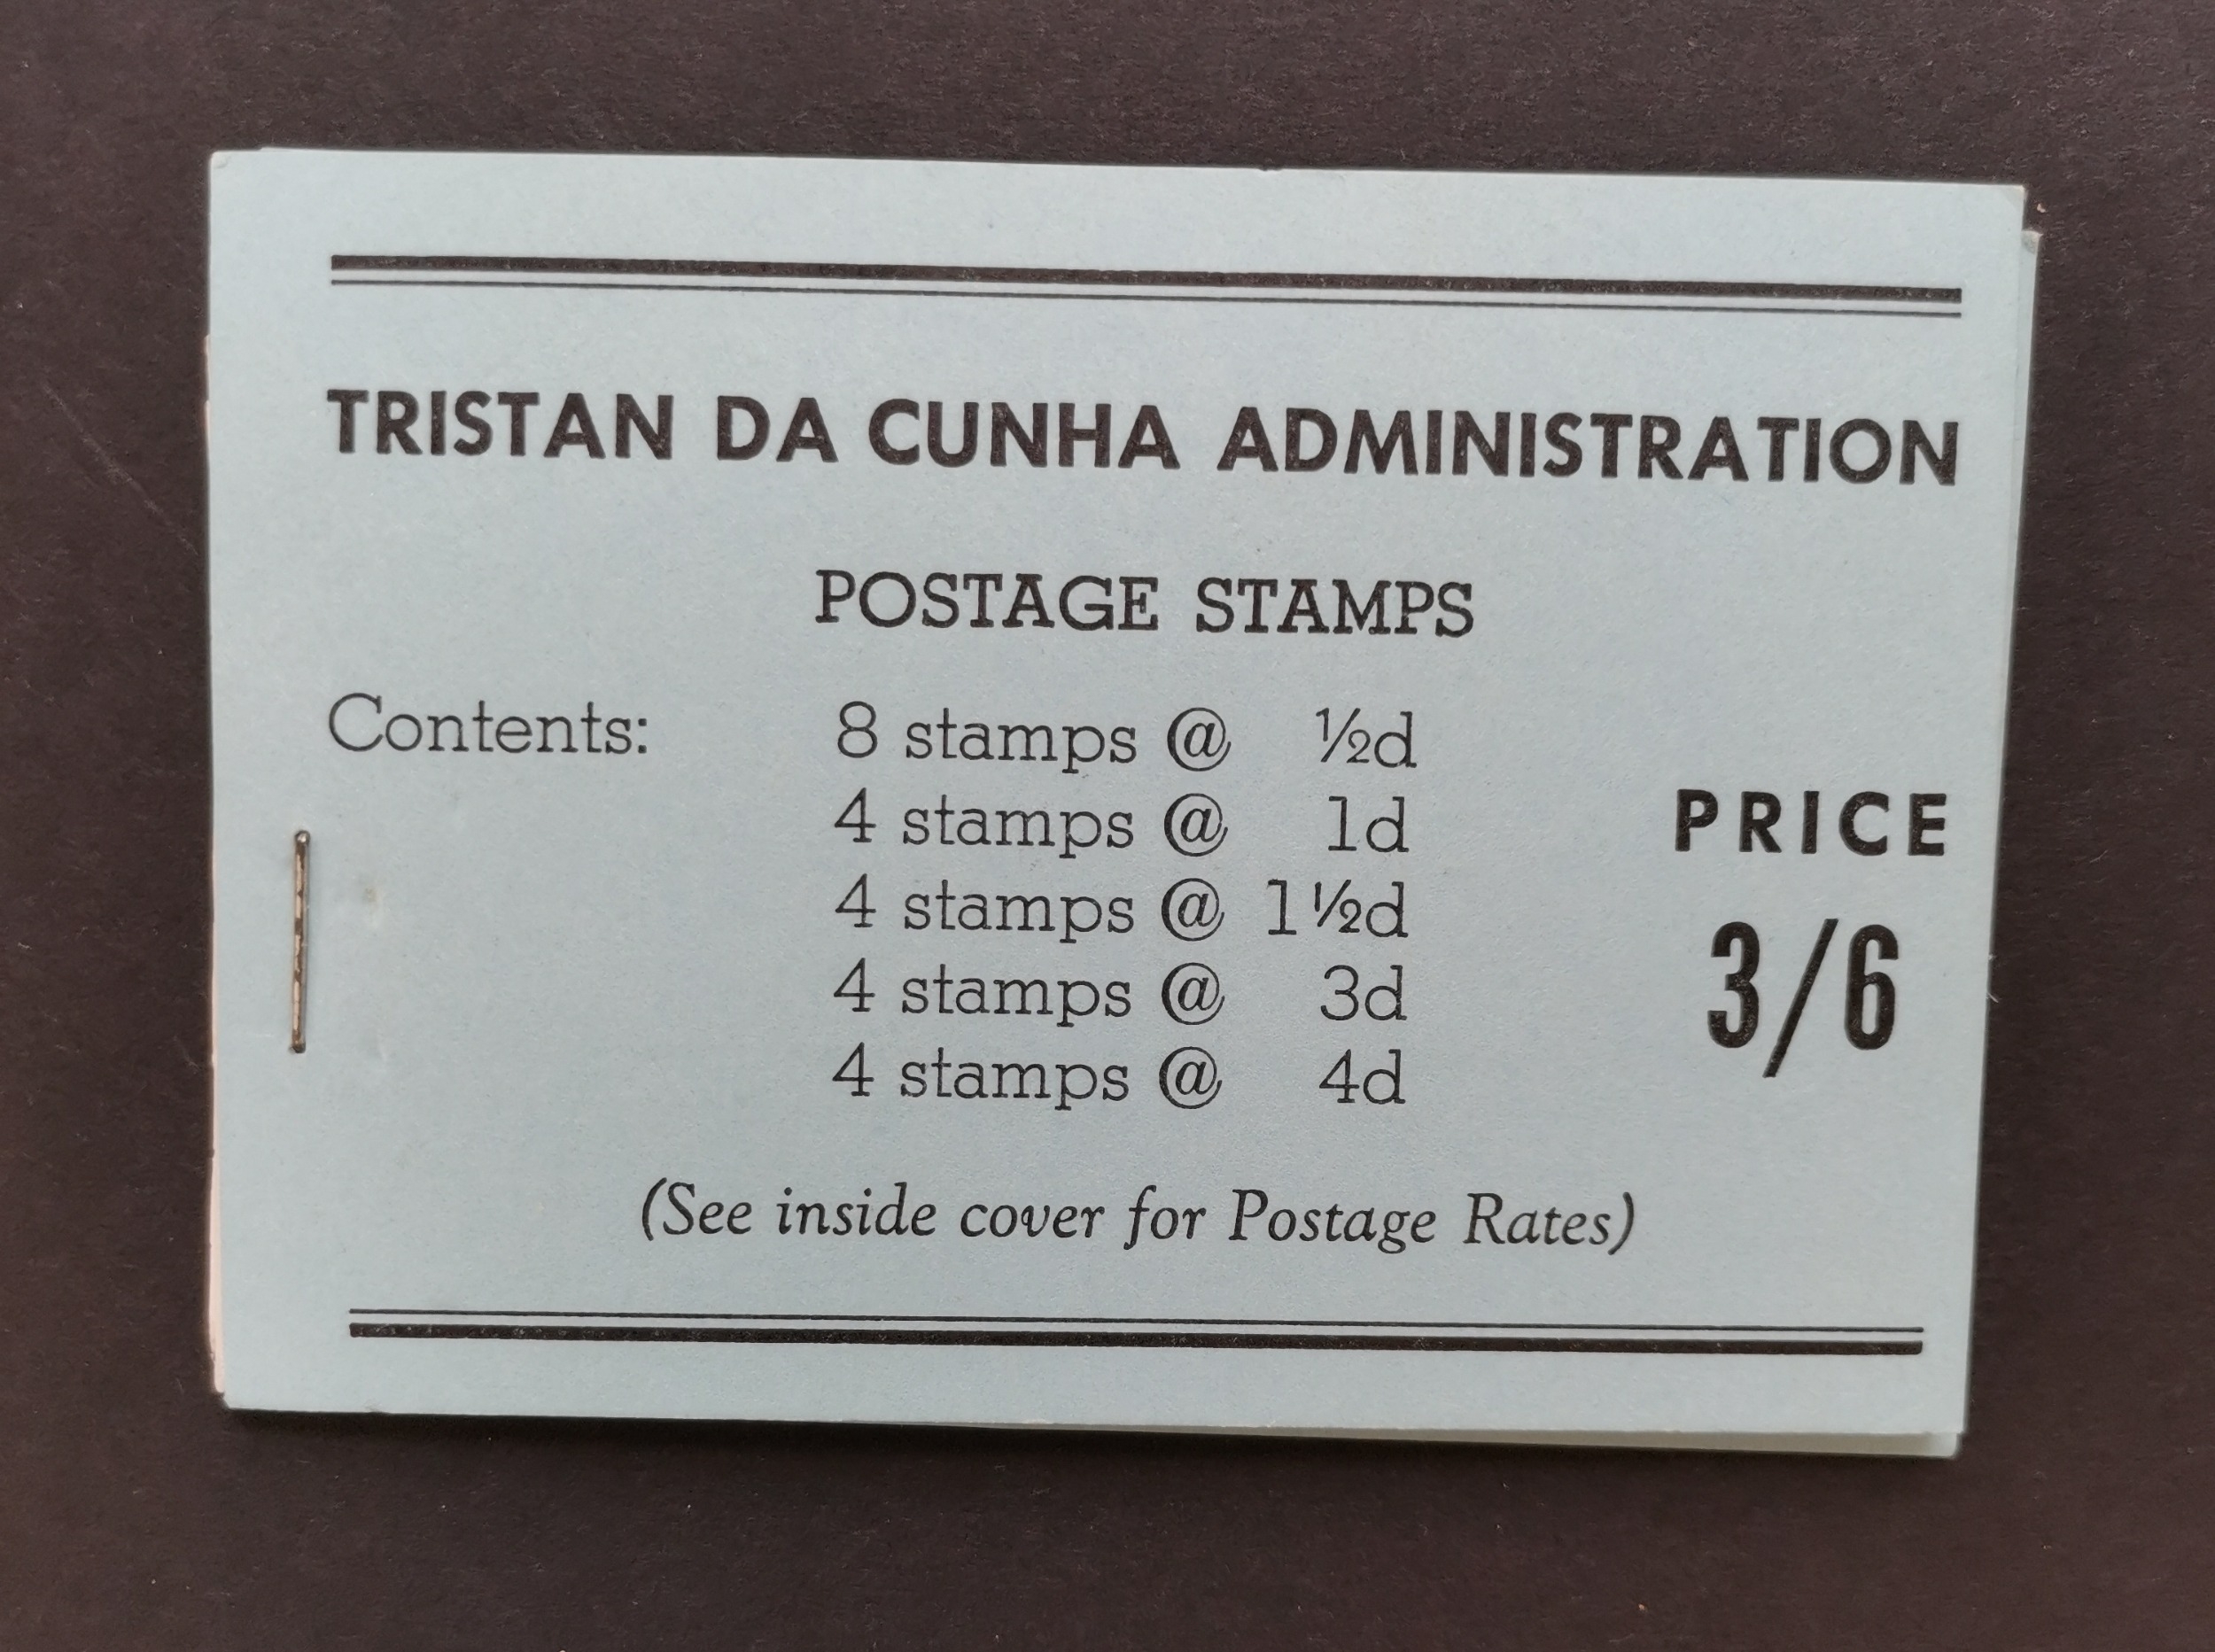 TRISTAN DA CUNHA ADMINISTRATION
POSTAGE STAMPS
Contents: 8 stamps @ ½d
4 stamps @ 1d
4 stamps @ 1½d
4 stamps @ 3d
4 stamps @ 4d
PRICE
3/6
(See inside cover for Postage Rates)